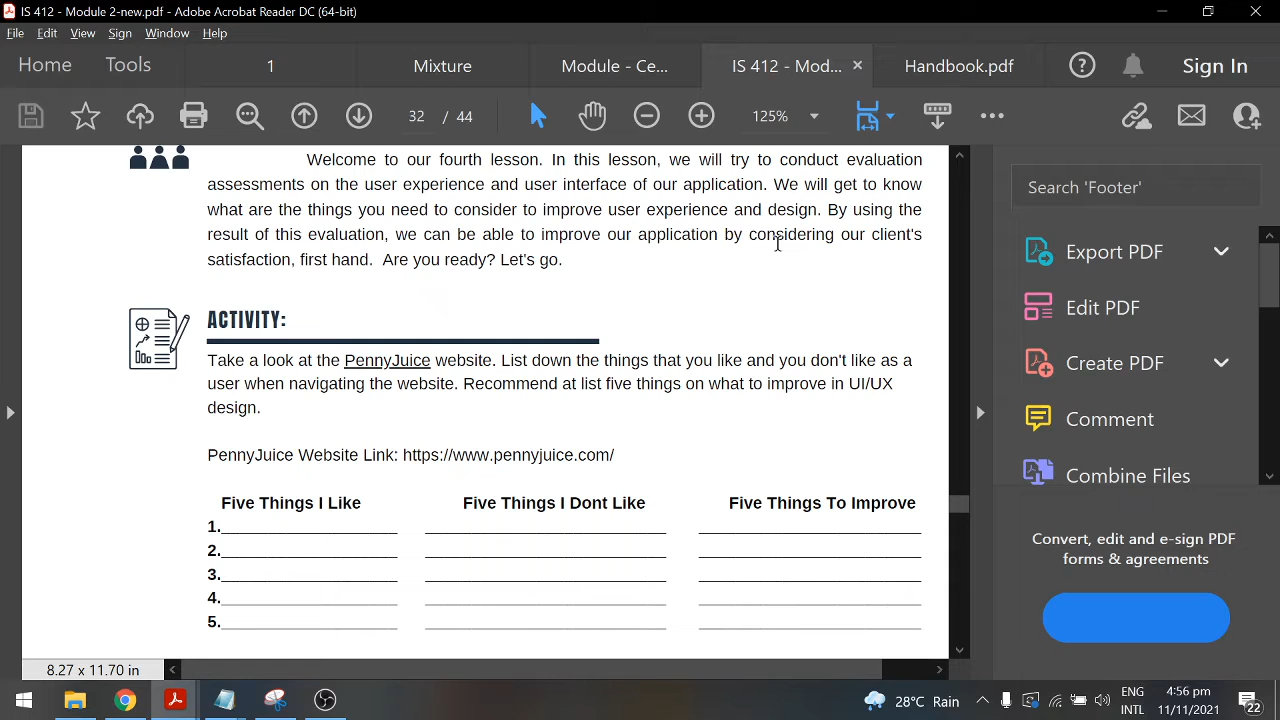 IS 412 - Module 2-new.pdf - Adobe Acrobat Reader DC (64-bit)
File Edit View Sign Window Help
Home Tools 1 Mixture Module - Ce... IS 412 - Mod... Handbook.pdf Sign In
32 / 44 125%
Welcome to our fourth lesson. In this lesson, we will try to conduct evaluation
assessments on the user experience and user interface of our application. We will get to know
what are the things you need to consider to improve user experience and design. By using the
result of this evaluation, we can be able to improve our application by considering our client's
satisfaction, first hand. Are you ready? Let's go.
ACTIVITY:
Take a look at the PennyJuice website. List down the things that you like and you don't like as a
user when navigating the website. Recommend at list five things on what to improve in UI/UX
design.
PennyJuice Website Link: https://www.pennyjuice.com/
Five Things I Like Five Things I Dont Like Five Things To Improve
1.
2.
3.
4.
5.
8.27 x 11.70 in
Search 'Footer'
Export PDF
Edit PDF
Create PDF
Comment
Combine Files
Convert, edit and e-sign PDF
forms & agreements
28°C Rain
ENG
INTL
4:56 pm
11/11/2021
22